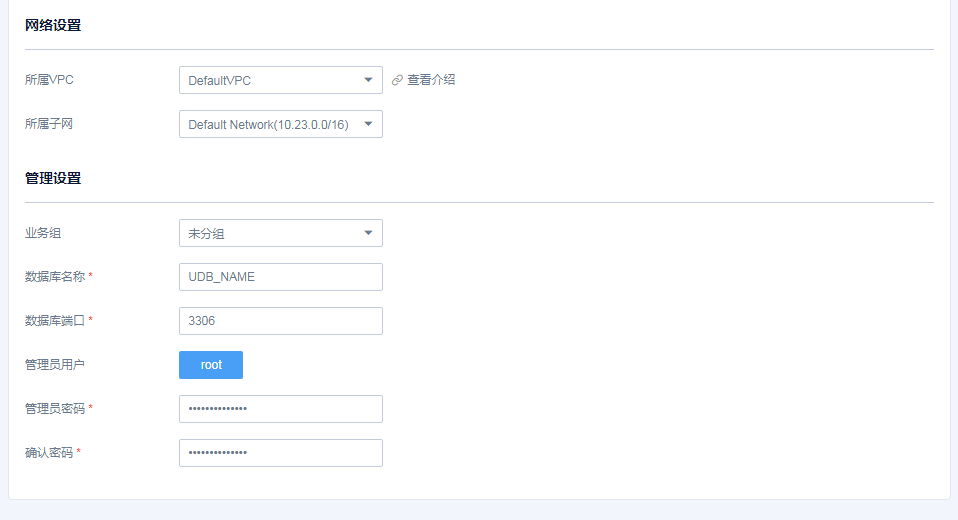 网络设置
所属VPC DefaultVPC 查看介绍
所属子网 Default Network(10.23.0.0/16)
管理设置
业务组 未分组
数据库名称 * UDB_NAME
数据库端口 * 3306
管理员用户 root
管理员密码 * ••••••••••••••
确认密码 * ••••••••••••••